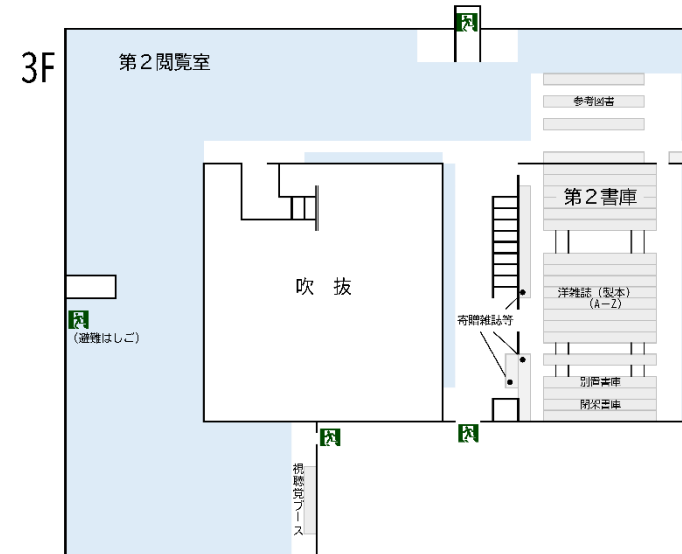 3F
第2閲覧室
参考図書
第2書庫
吹 抜
洋雑誌（製本）
（A－Z）
寄贈雑誌等
（避難はしご）
別置書庫
閉架書庫
視聴覚ブース